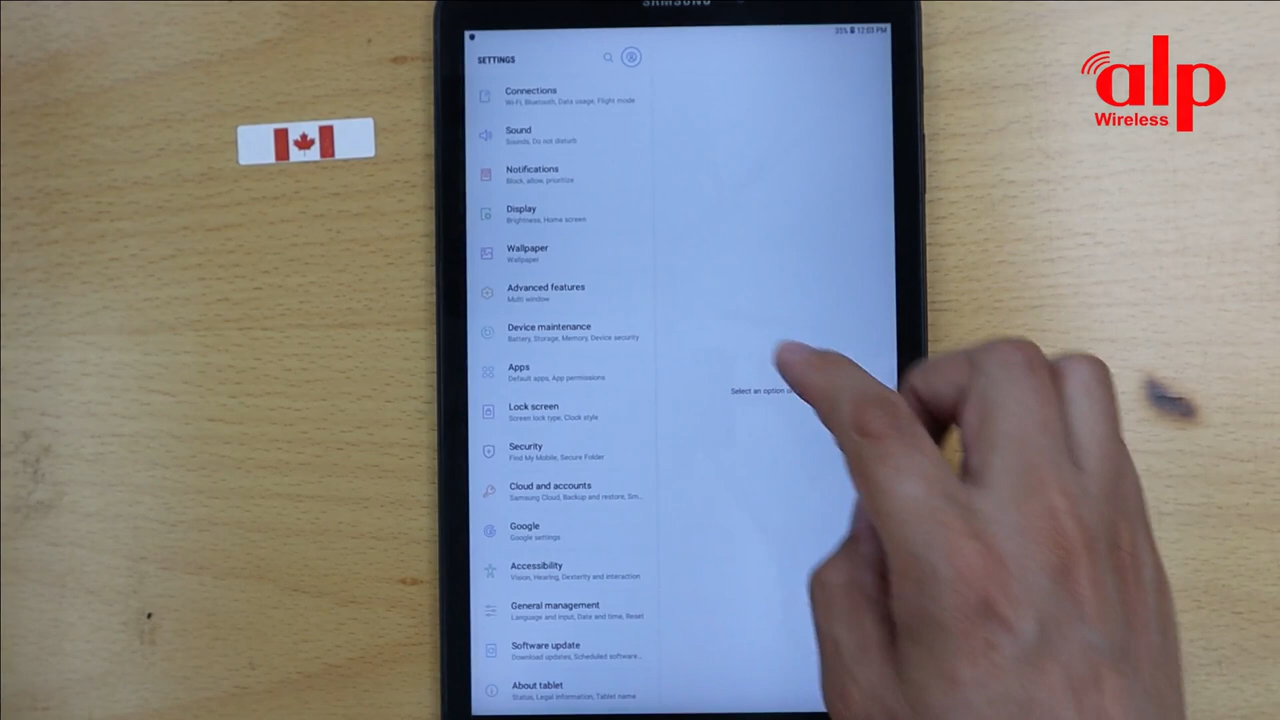 SAMSUNG
35% 12:03 PM
SETTINGS
Connections
Wi-Fi, Bluetooth, Data usage, Flight mode
Sound
Sounds, Do not disturb
Notifications
Block, allow, prioritize
Display
Brightness, Home screen
Wallpaper
Wallpaper
Advanced features
Multi window
Device maintenance
Battery, Storage, Memory, Device security
Apps
Default apps, App permissions
Lock screen
Screen lock type, Clock style
Security
Find My Mobile, Secure Folder
Cloud and accounts
Samsung Cloud, Backup and restore, Sm...
Google
Google settings
Accessibility
Vision, Hearing, Dexterity and interaction
General management
Language and input, Data and time, Reset
Software update
Download updates, Scheduled software...
About tablet
Status, Legal information, Tablet name
Select an option
alp
Wireless